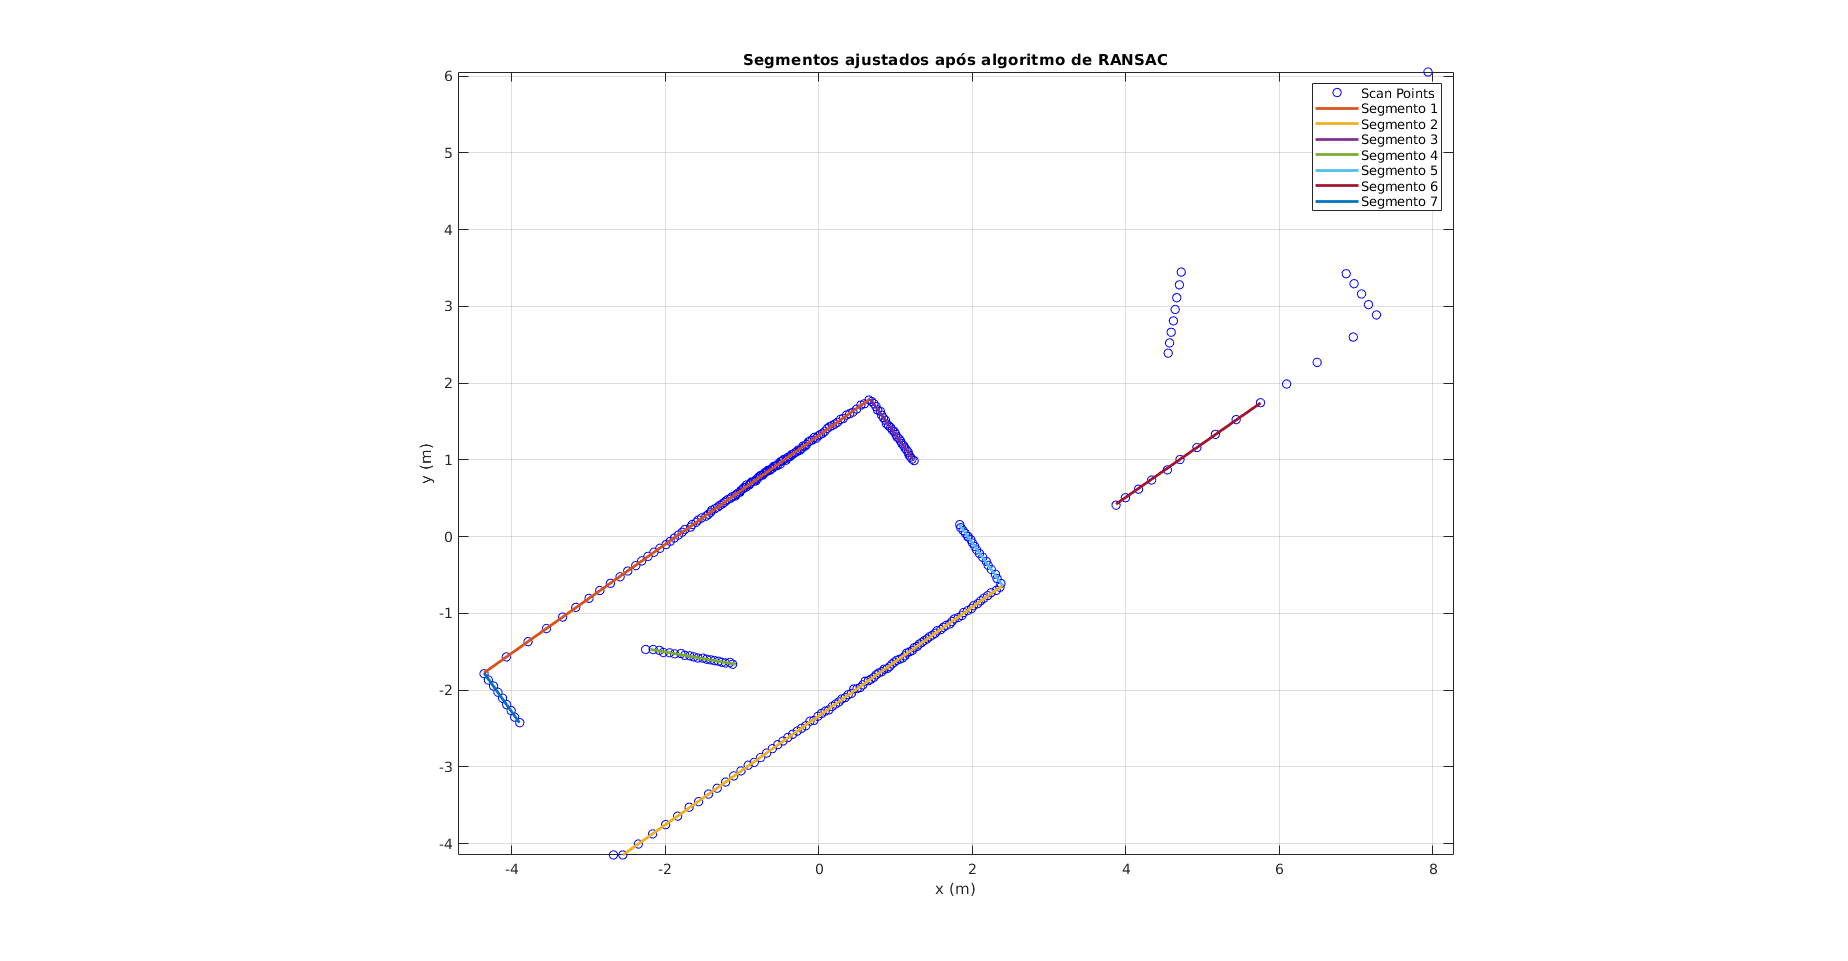 Segmentos ajustados após algoritmo de RANSAC
6
5
4
3
2
1
0
-1
-2
-3
-4
y (m)
-4
-2
0
2
4
6
8
x (m)
Scan Points
Segmento 1
Segmento 2
Segmento 3
Segmento 4
Segmento 5
Segmento 6
Segmento 7